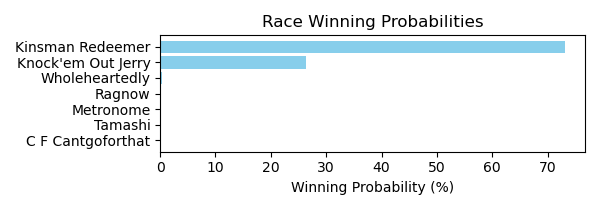 Race Winning Probabilities
Kinsman Redeemer
Knock'em Out Jerry
Wholeheartedly
Ragnow
Metronome
Tamashi
C F Cantgoforthat
0 10 20 30 40 50 60 70
Winning Probability (%)